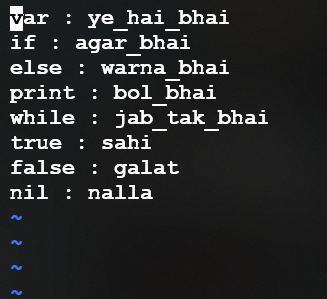 var : ye_hai_bhai
if : agar_bhai
else : warna_bhai
print : bol_bhai
while : jab_tak_bhai
true : sahi
false : galat
nil : nalla
~
~
~
~